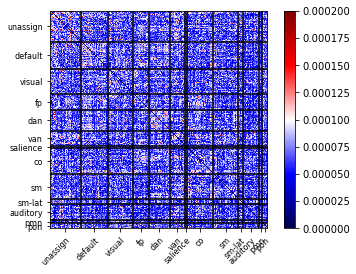 unassign
default
visual
fp
dan
van
salience
co
sm
sm-lat
auditory
pmn
pon
unassign
default
visual
fp
dan
van
salience
co
sm
sm-lat
auditory
pmn
pon
0.000200
0.000175
0.000150
0.000125
0.000100
0.000075
0.000050
0.000025
0.000000